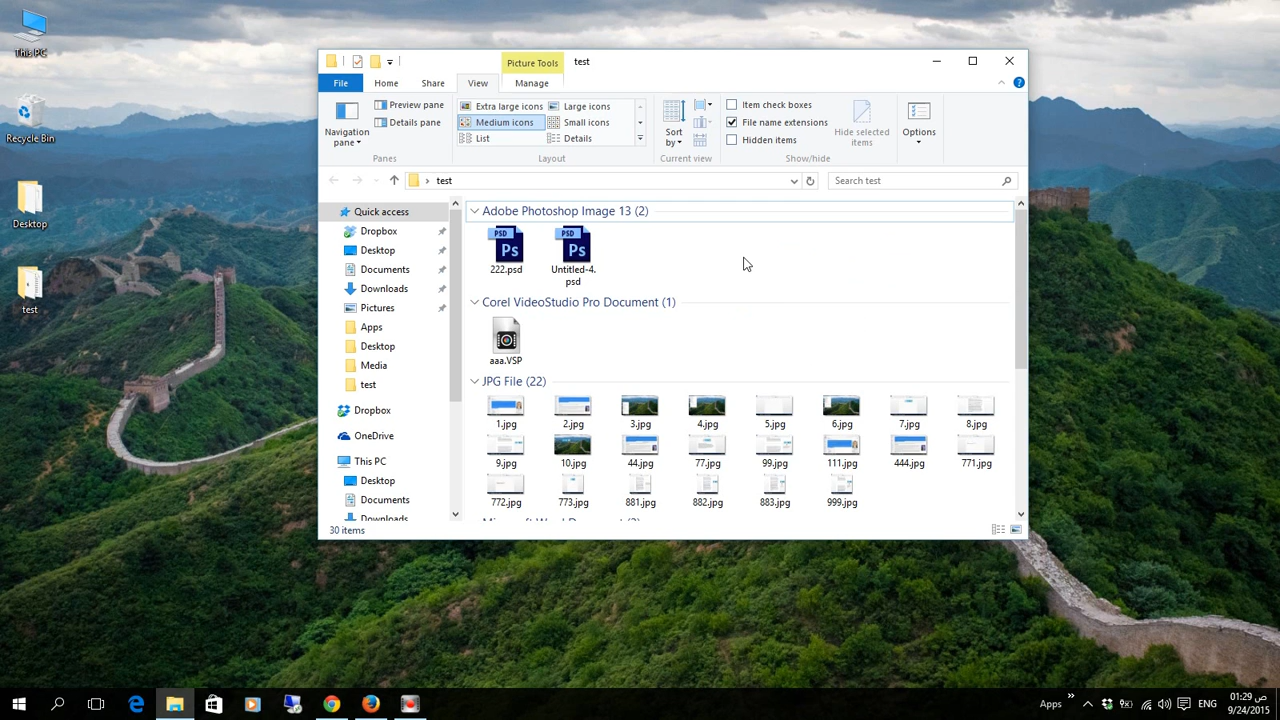 This PC
Recycle Bin
Desktop
test
Picture Tools
test
File
Home
Share
View
Manage
Navigation pane
Preview pane
Details pane
Panes
Extra large icons
Large icons
Medium icons
Small icons
List
Details
Layout
Sort by
Current view
Item check boxes
File name extensions
Hidden items
Hide selected items
Show/hide
Options
test
Search test
Quick access
Dropbox
Desktop
Documents
Downloads
Pictures
Apps
Desktop
Media
test
Dropbox
OneDrive
This PC
Desktop
Documents
Downloads
Adobe Photoshop Image 13 (2)
PSD
Ps
222.psd
PSD
Ps
Untitled-4.psd
Corel VideoStudio Pro Document (1)
aaa.VSP
JPG File (22)
1.jpg
2.jpg
3.jpg
4.jpg
5.jpg
6.jpg
7.jpg
8.jpg
9.jpg
10.jpg
44.jpg
77.jpg
99.jpg
111.jpg
444.jpg
771.jpg
772.jpg
773.jpg
881.jpg
882.jpg
883.jpg
999.jpg
30 items
Apps
ENG
01:29 ص
9/24/2015